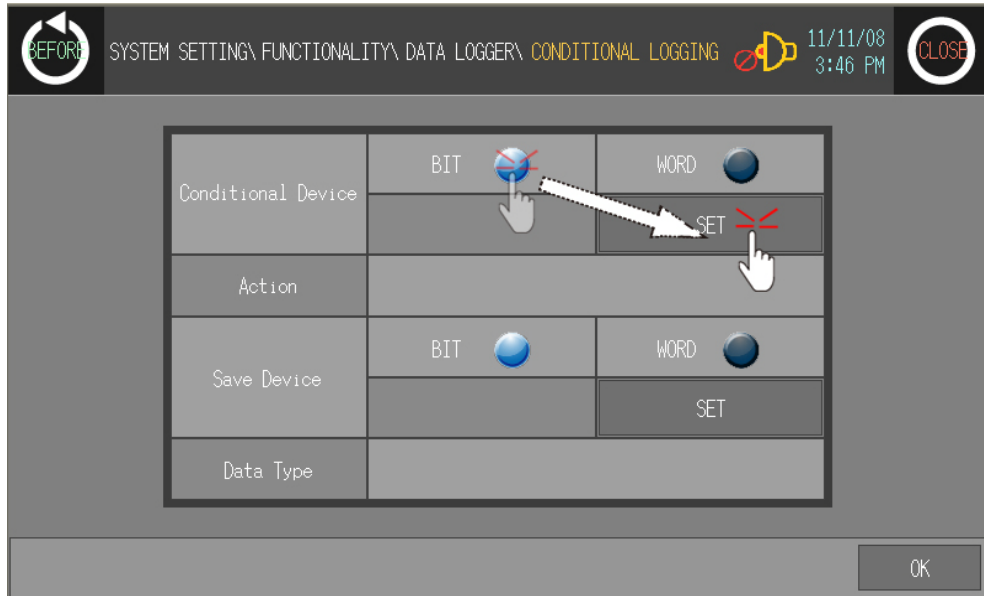 BEFORE
SYSTEM SETTING\ FUNCTIONALITY\ DATA LOGGER\ CONDITIONAL LOGGING
11/11/08
3:46 PM
CLOSE
Conditional Device
BIT
WORD
SET
Action
Save Device
BIT
WORD
SET
Data Type
OK